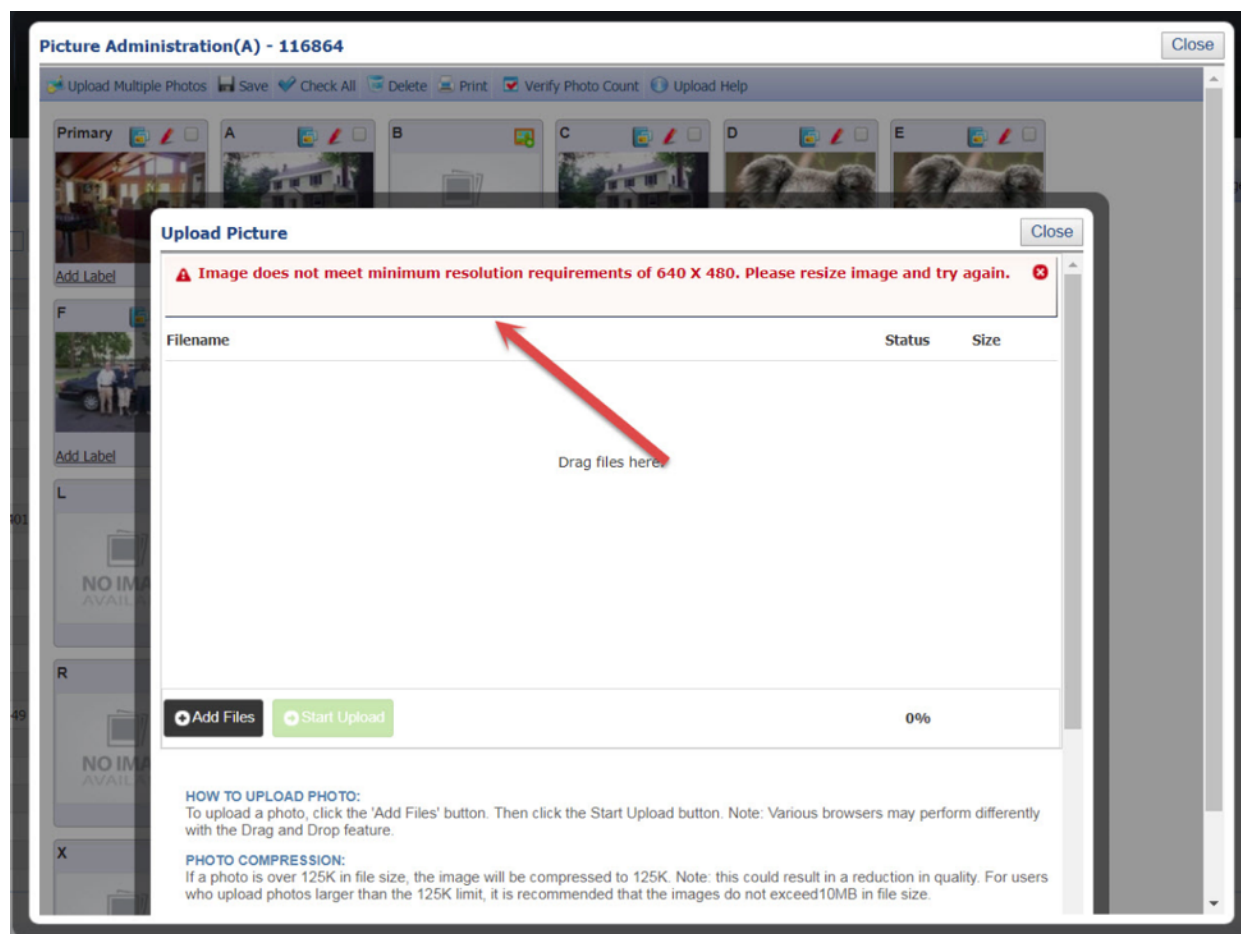 Picture Administration(A) - 116864
Close
Upload Multiple Photos Save Check All Delete Print Verify Photo Count Upload Help
Primary A B C D E
Upload Picture
Close
Image does not meet minimum resolution requirements of 640 X 480. Please resize image and try again.
Add Label
F
Filename Status Size
Add Label
Drag files here.
L
NO IMA
AVAILA
R
Add Files Start Upload 0%
NO IMA
AVAILA
HOW TO UPLOAD PHOTO:
To upload a photo, click the 'Add Files' button. Then click the Start Upload button. Note: Various browsers may perform differently
with the Drag and Drop feature.
X
PHOTO COMPRESSION:
If a photo is over 125K in file size, the image will be compressed to 125K. Note: this could result in a reduction in quality. For users
who upload photos larger than the 125K limit, it is recommended that the images do not exceed10MB in file size.